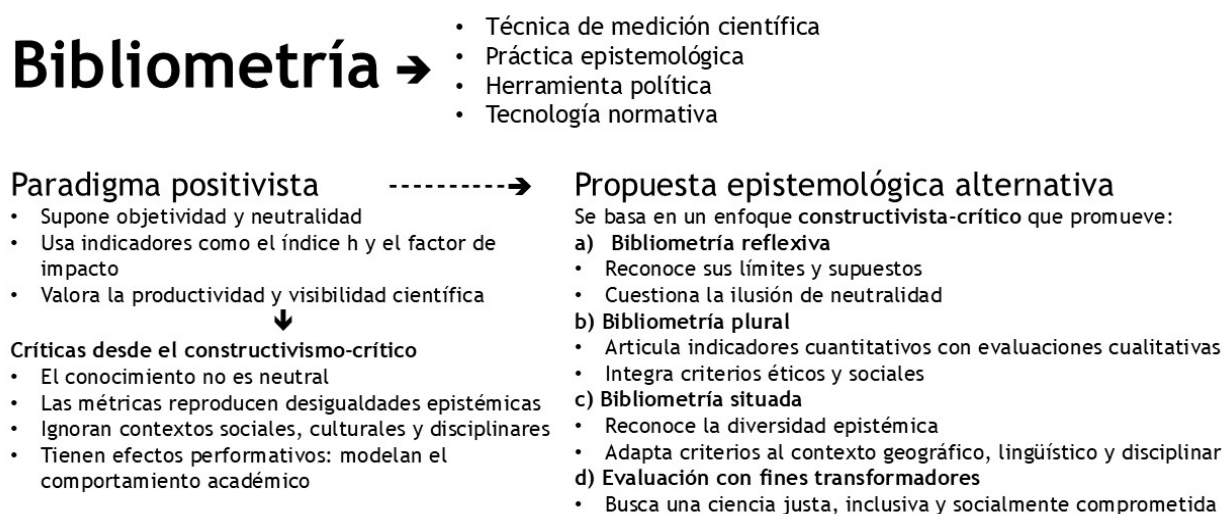 Bibliometría ➔
• Técnica de medición científica
• Práctica epistemológica
• Herramienta política
• Tecnología normativa
Paradigma positivista ----------➔
• Supone objetividad y neutralidad
• Usa indicadores como el índice h y el factor de
impacto
• Valora la productividad y visibilidad científica
Críticas desde el constructivismo-crítico
• El conocimiento no es neutral
• Las métricas reproducen desigualdades epistémicas
• Ignoran contextos sociales, culturales y disciplinares
• Tienen efectos performativos: modelan el
comportamiento académico
Propuesta epistemológica alternativa
Se basa en un enfoque constructivista-crítico que promueve:
a) Bibliometría reflexiva
• Reconoce sus límites y supuestos
• Cuestiona la ilusión de neutralidad
b) Bibliometría plural
• Articula indicadores cuantitativos con evaluaciones cualitativas
• Integra criterios éticos y sociales
c) Bibliometría situada
• Reconoce la diversidad epistémica
• Adapta criterios al contexto geográfico, lingüístico y disciplinar
d) Evaluación con fines transformadores
• Busca una ciencia justa, inclusiva y socialmente comprometida